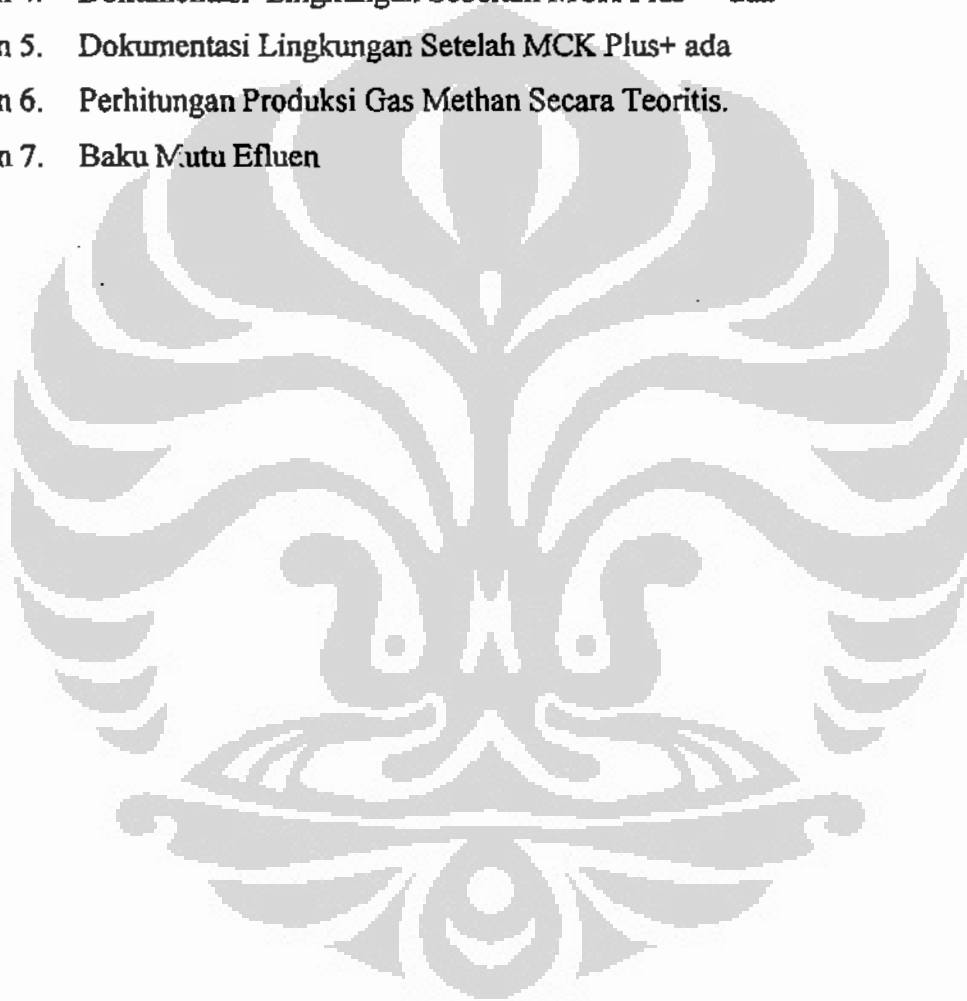 n 5. Dokumentasi Lingkungan Setelah MCK Plus+ ada
n 6. Perhitungan Produksi Gas Methan Secara Teoritis.
n 7. Baku Mutu Efluen